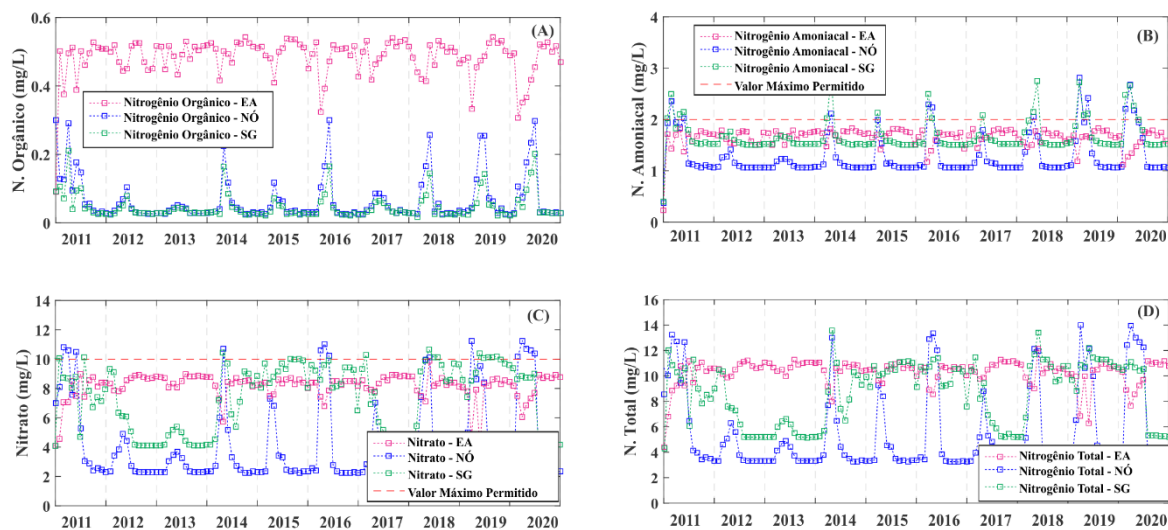 (A)
N. Orgânico (mg/L)
0.6
0.4
0.2
0
Nitrogênio Orgânico - EA
Nitrogênio Orgânico - NÓ
Nitrogênio Orgânico - SG
2011 2012 2013 2014 2015 2016 2017 2018 2019 2020
(B)
N. Amoniacal (mg/L)
4
3
2
1
0
Nitrogênio Amoniacal - EA
Nitrogênio Amoniacal - NÓ
Nitrogênio Amoniacal - SG
Valor Máximo Permitido
2011 2012 2013 2014 2015 2016 2017 2018 2019 2020
(C)
Nitrato (mg/L)
14
12
10
8
6
4
2
0
Nitrato - EA
Nitrato - NÓ
Nitrato - SG
Valor Máximo Permitido
2011 2012 2013 2014 2015 2016 2017 2018 2019 2020
(D)
N. Total (mg/L)
16
14
12
10
8
6
4
2
0
Nitrogênio Total - EA
Nitrogênio Total - NÓ
Nitrogênio Total - SG
2011 2012 2013 2014 2015 2016 2017 2018 2019 2020